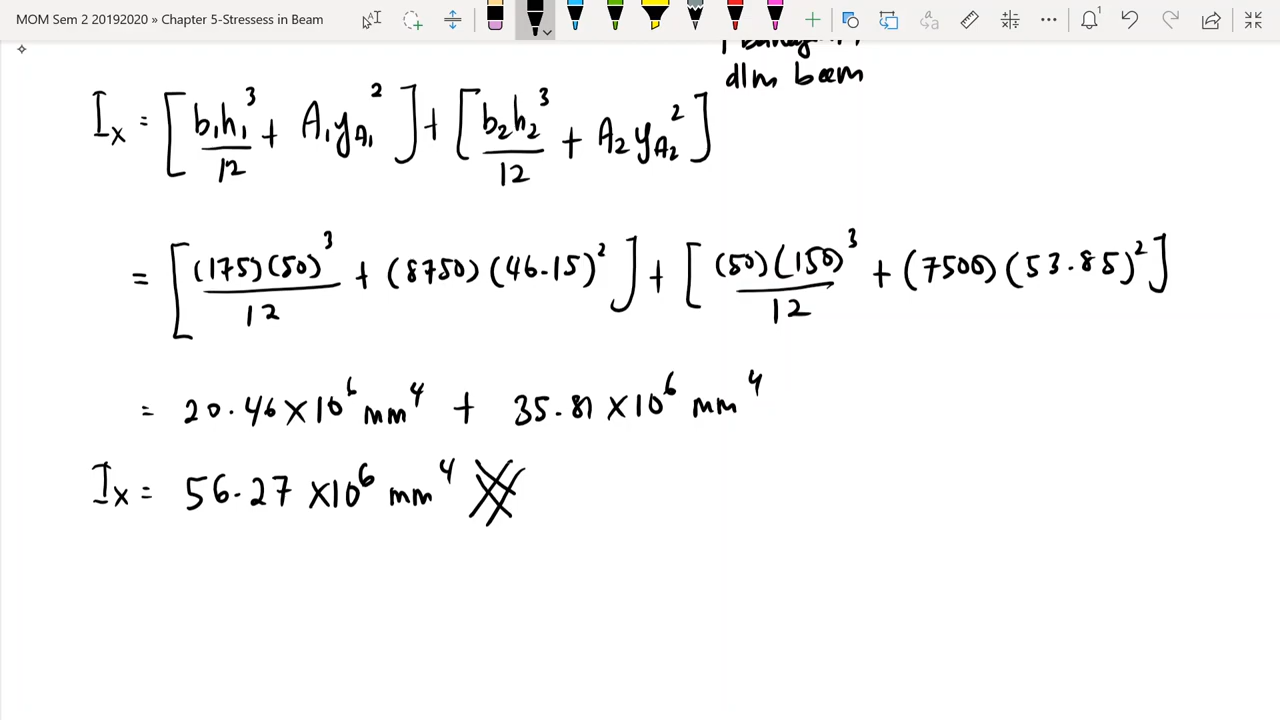 MOM Sem 2 20192020 » Chapter 5-Stressess in Beam
dlm beam
Ix = [b₁h₁³/12 + A₁yA₁²] + [b₂h₂³/12 + A₂yA₂²]
= [(175)(50)³/12 + (8750)(46.15)²] + [(50)(150)³/12 + (7500)(53.85)²]
= 20.46 x 10⁶ mm⁴ + 35.81 x 10⁶ mm⁴
Ix = 56.27 x 10⁶ mm⁴